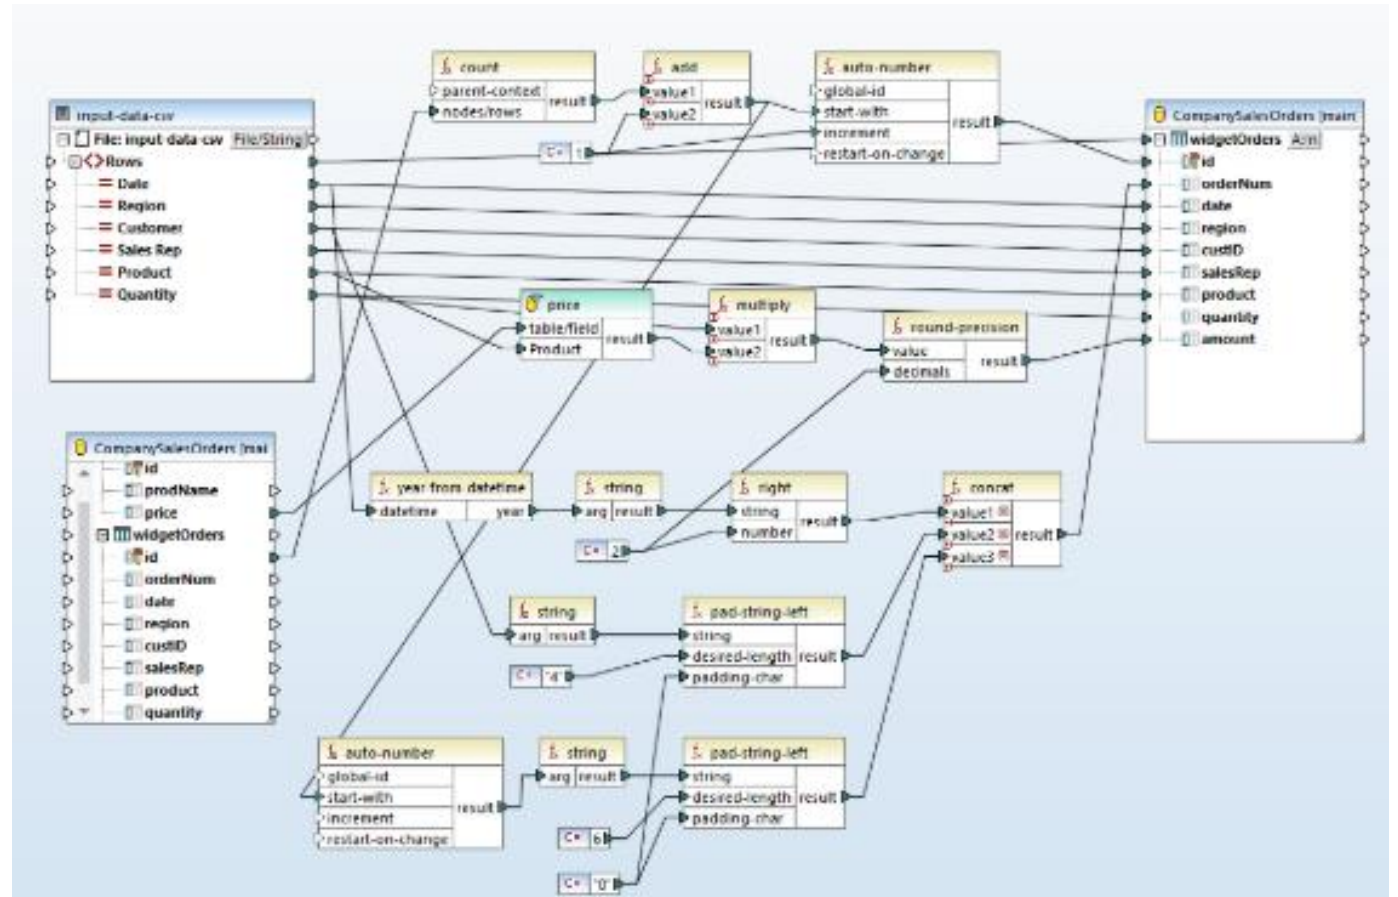 count
parent-context
nodes/rows
result
add
value1
value2
result
auto-number
global-id
start-with
increment
restart-on-change
result
C= 1
input-data-csv
File: input-data-csv File/String
Rows
Date
Region
Customer
Sales Rep
Product
Quantity
CompanySalesOrders [main
widgetOrders
id
orderNum
date
region
custID
salesRep
product
quantity
amount
price
table/field
Product
result
multiply
value1
value2
result
round-precision
value
decimals
result
CompanySalesOrders [mai
id
prodName
price
widgetOrders
id
orderNum
date
region
custID
salesRep
product
quantity
year-from-datetime
datetime year
string
arg result
right
string
number
result
C= 2
concat
value1
value2
value3
result
string
arg result
C= "4"
pad-string-left
string
desired-length
padding-char
result
auto-number
global-id
start-with
increment
restart-on-change
result
string
arg result
pad-string-left
string
desired-length
padding-char
result
C= 6
C= "0"